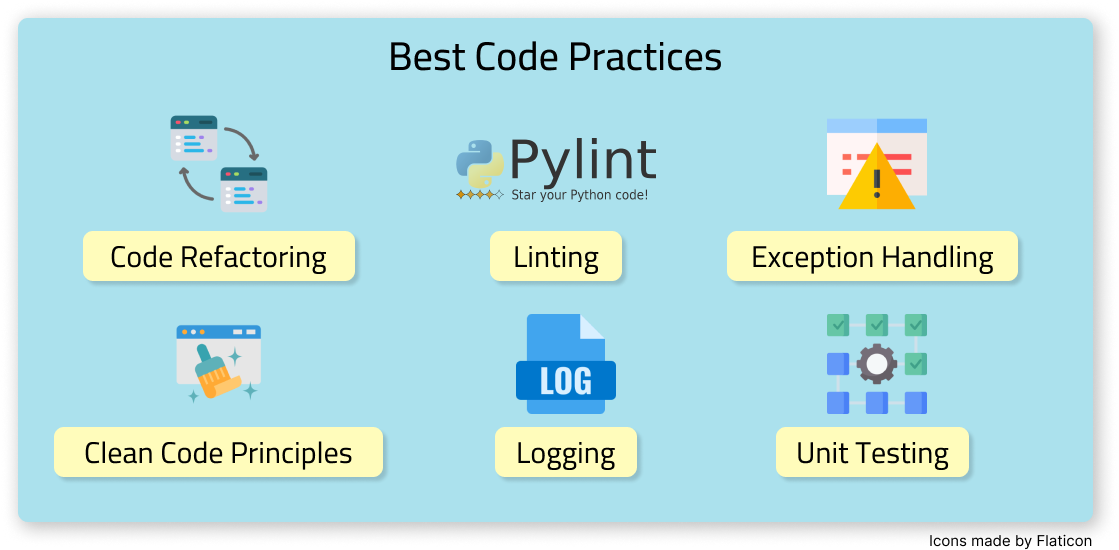 Best Code Practices
Pylint
Star your Python code!
Code Refactoring
Linting
Exception Handling
LOG
Clean Code Principles
Logging
Unit Testing
Icons made by Flaticon